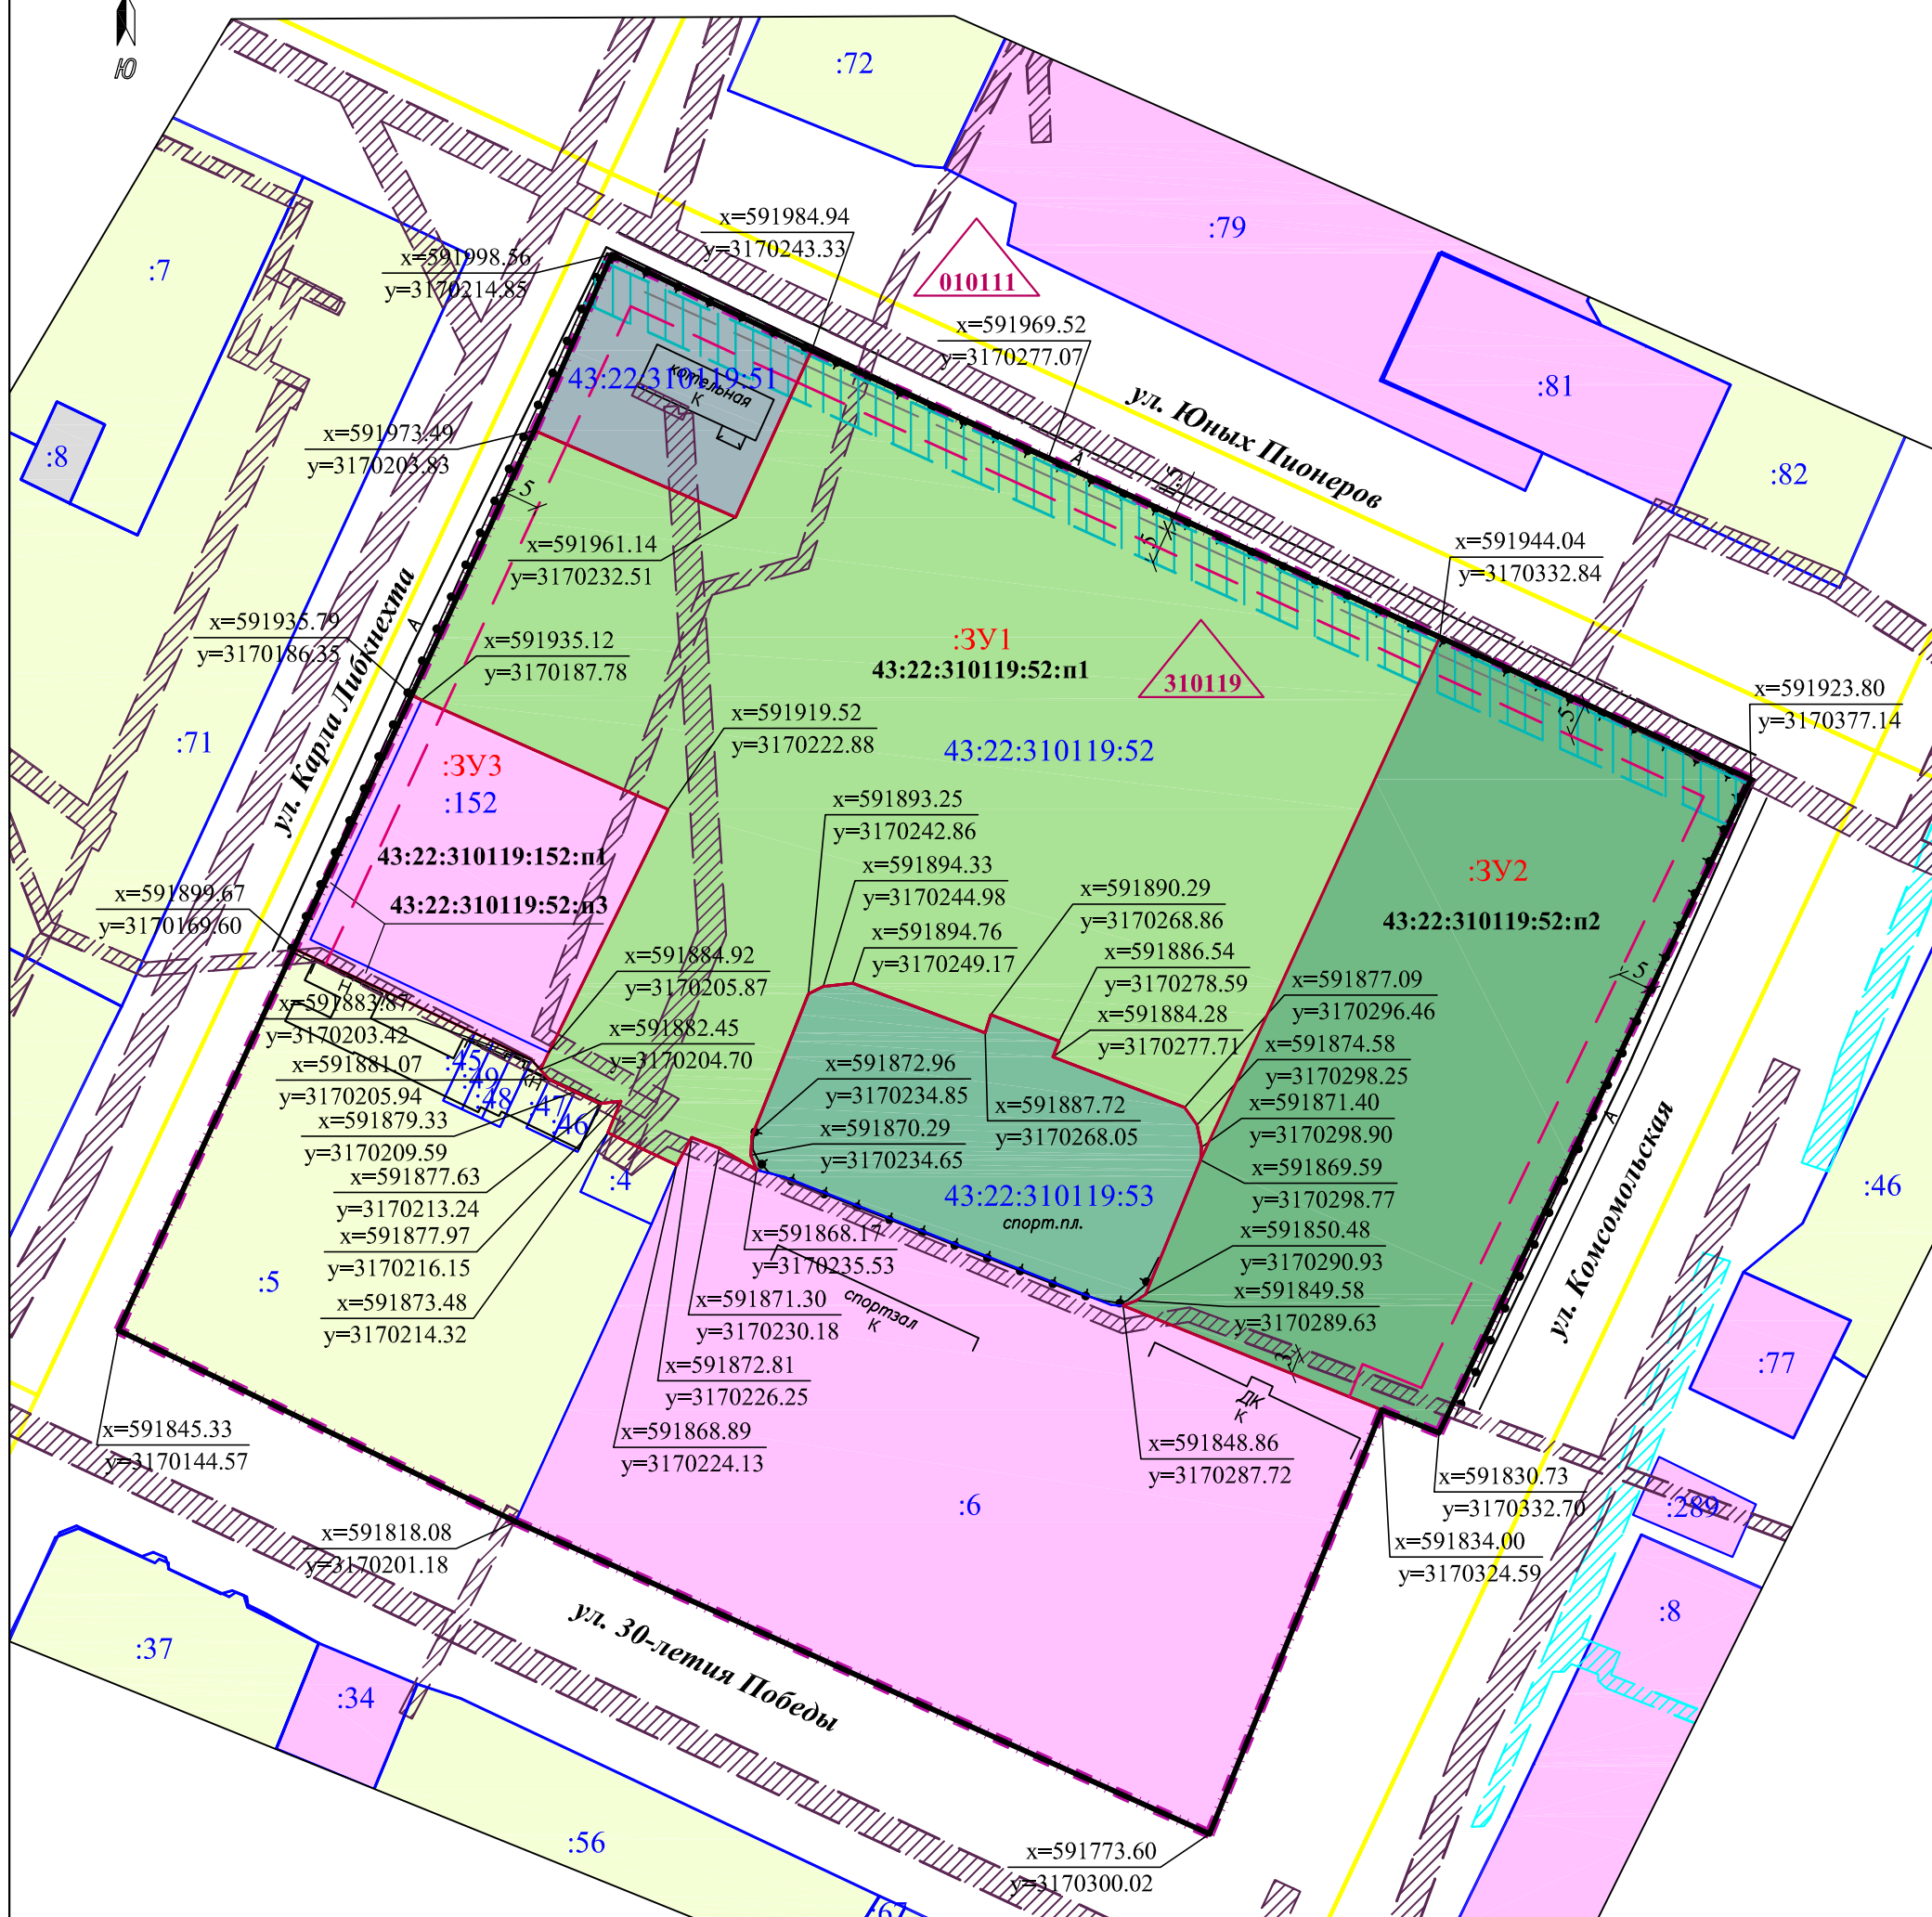 Ю
:72
:79
x=591984.94
y=3170243.33
x=591998.56
y=3170214.85
:7
010111
x=591969.52
y=3170277.07
43:22:310119:51
котельная
К
ул. Юных Пионеров
:81
:82
:8
x=591973.49
y=3170203.83
5
А
5
x=591961.14
y=3170232.51
x=591944.04
y=3170332.84
ул. Карла Либкнехта
А
x=591935.79
y=3170186.35
x=591935.12
y=3170187.78
:ЗУ1
43:22:310119:52:п1
310119
x=591923.80
y=3170377.14
5
x=591919.52
y=3170222.88
43:22:310119:52
:71
:ЗУ3
:152
43:22:310119:152:п1
43:22:310119:52:п3
x=591893.25
y=3170242.86
x=591894.33
y=3170244.98
x=591894.76
y=3170249.17
x=591890.29
y=3170268.86
x=591886.54
y=3170278.59
x=591884.28
y=3170277.71
:ЗУ2
43:22:310119:52:п2
x=591899.67
y=3170169.60
x=591884.92
y=3170205.87
x=591877.09
y=3170296.46
5
Н
x=591883.87
y=3170203.42
x=591882.45
y=3170204.70
x=591874.58
y=3170298.25
x=591881.07
y=3170205.94
:45
:49
:48
КН
:47
:46
x=591872.96
y=3170234.85
x=591887.72
y=3170268.05
x=591871.40
y=3170298.90
А
x=591879.33
y=3170209.59
x=591870.29
y=3170234.65
x=591869.59
y=3170298.77
ул. Комсомольская
x=591877.63
y=3170213.24
:4
43:22:310119:53
спорт.пл.
:46
x=591877.97
y=3170216.15
x=591868.17
y=3170235.53
x=591850.48
y=3170290.93
:5
x=591873.48
y=3170214.32
x=591871.30
y=3170230.18
спортзал
К
x=591849.58
y=3170289.63
3
x=591872.81
y=3170226.25
:77
ДК
К
x=591845.33
y=3170144.57
x=591868.89
y=3170224.13
x=591848.86
y=3170287.72
x=591830.73
y=3170332.70
:6
:289
x=591818.08
y=3170201.18
x=591834.00
y=3170324.59
ул. 30-летия Победы
:8
:37
:34
:56
x=591773.60
y=3170300.02
:67